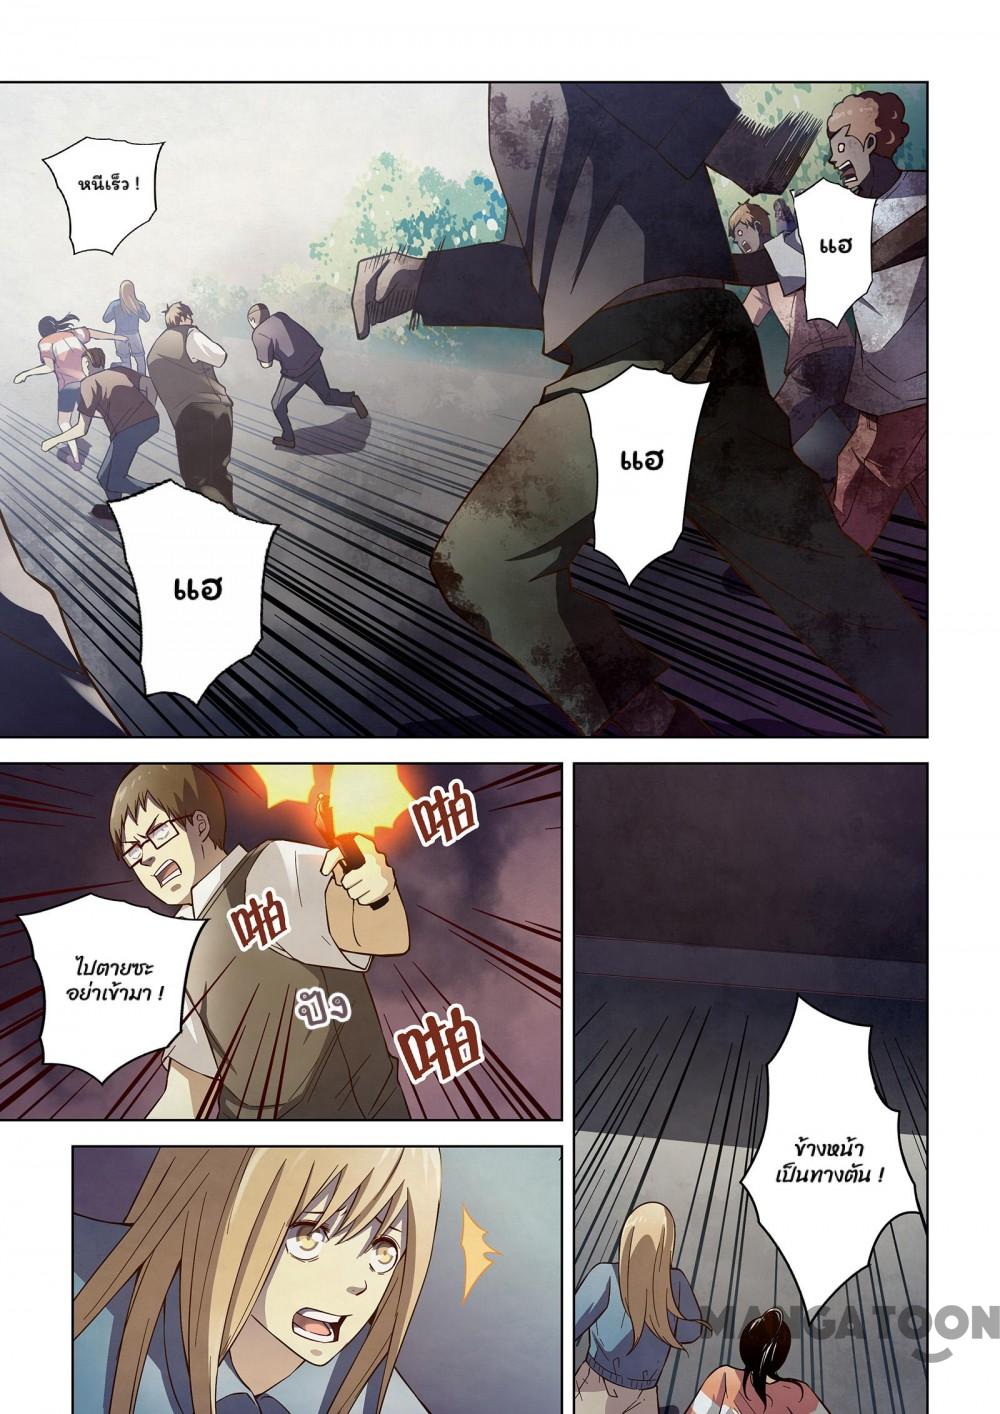 หนีเร็ว !
แฮ
แฮ
แฮ
啪
啪
ไปตายซะ
อย่าเข้ามา !
ปัง
啪
ข้างหน้า
เป็นทางตัน !
MANGATOON